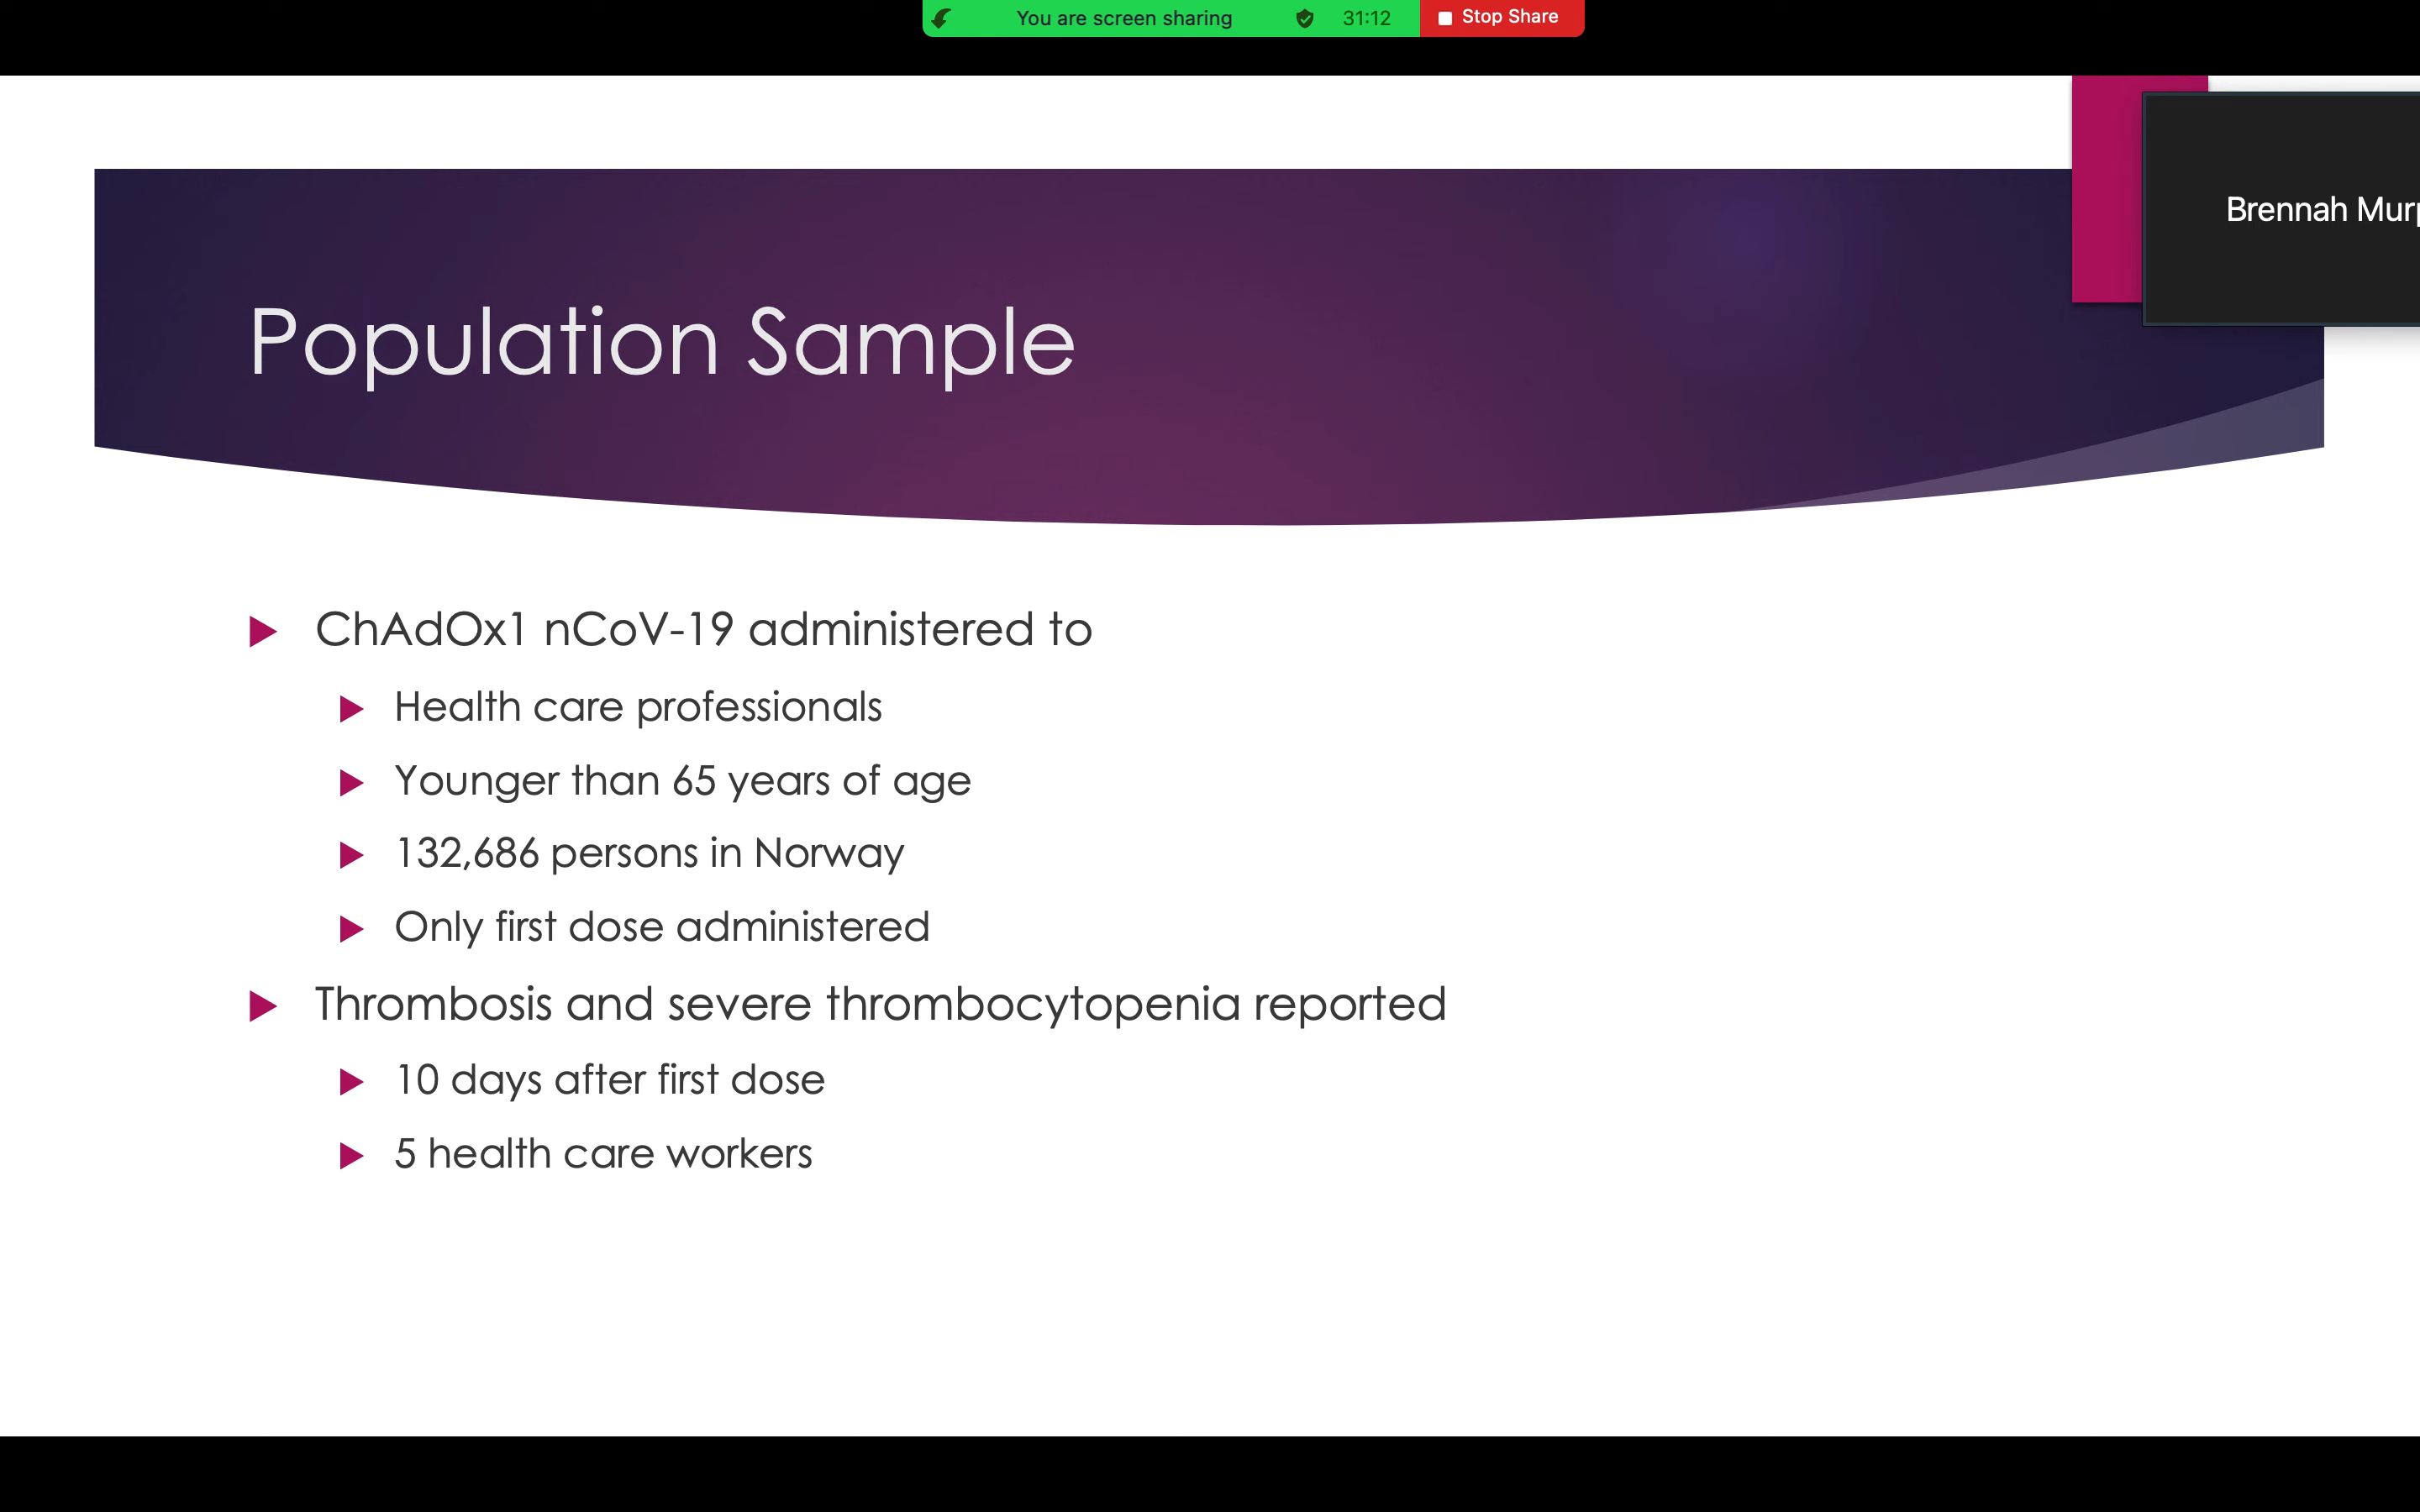 You are screen sharing 31:12 Stop Share
Brennah Mur
Population Sample
ChAdOx1 nCoV-19 administered to
Health care professionals
Younger than 65 years of age
132,686 persons in Norway
Only first dose administered
Thrombosis and severe thrombocytopenia reported
10 days after first dose
5 health care workers